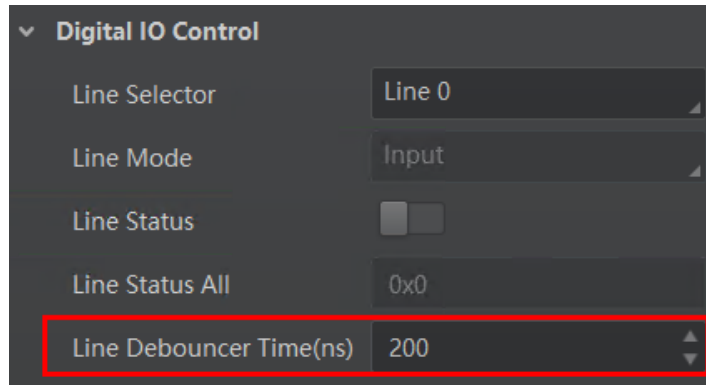 Digital IO Control
Line Selector Line 0
Line Mode Input
Line Status
Line Status All 0x0
Line Debouncer Time(ns) 200